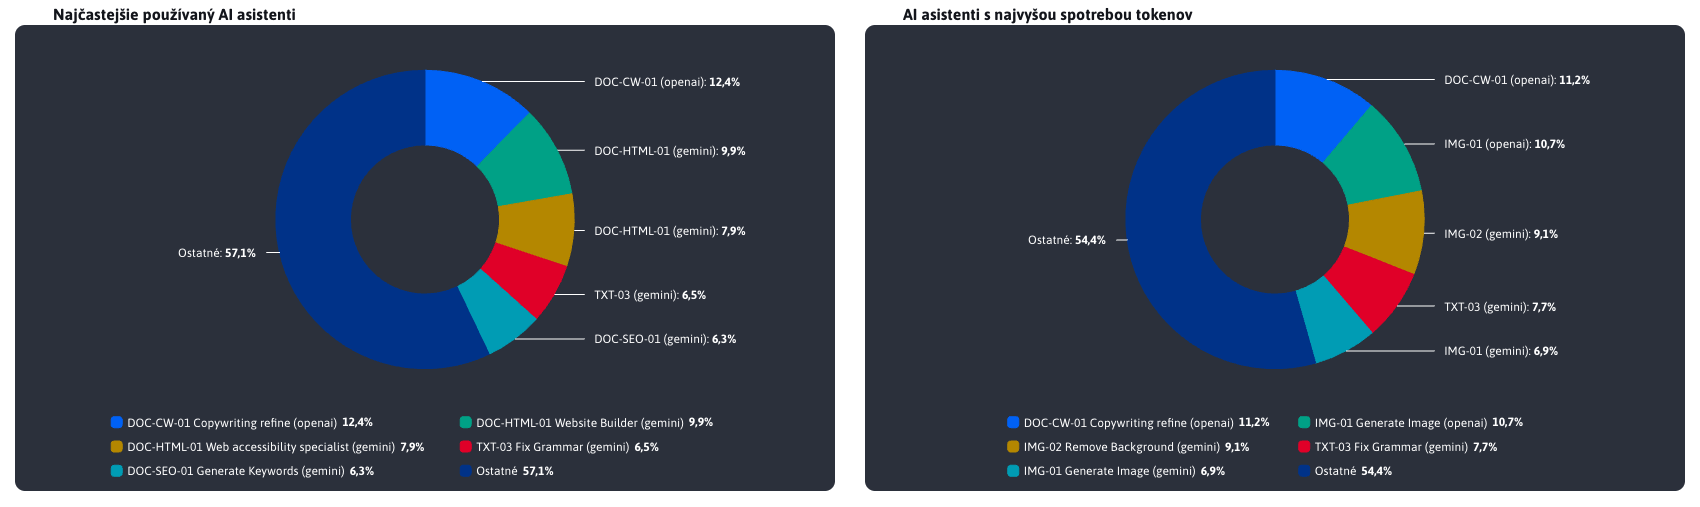 Najčastejšie používaný AI asistenti
DOC-CW-01 (openai): 12,4%
DOC-HTML-01 (gemini): 9,9%
DOC-HTML-01 (gemini): 7,9%
TXT-03 (gemini): 6,5%
DOC-SEO-01 (gemini): 6,3%
Ostatné: 57,1%
DOC-CW-01 Copywriting refine (openai) 12,4%
DOC-HTML-01 Website Builder (gemini) 9,9%
DOC-HTML-01 Web accessibility specialist (gemini) 7,9%
TXT-03 Fix Grammar (gemini) 6,5%
DOC-SEO-01 Generate Keywords (gemini) 6,3%
Ostatné 57,1%
AI asistenti s najvyšou spotrebou tokenov
DOC-CW-01 (openai): 11,2%
IMG-01 (openai): 10,7%
IMG-02 (gemini): 9,1%
TXT-03 (gemini): 7,7%
IMG-01 (gemini): 6,9%
Ostatné: 54,4%
DOC-CW-01 Copywriting refine (openai) 11,2%
IMG-01 Generate Image (openai) 10,7%
IMG-02 Remove Background (gemini) 9,1%
TXT-03 Fix Grammar (gemini) 7,7%
IMG-01 Generate Image (gemini) 6,9%
Ostatné 54,4%